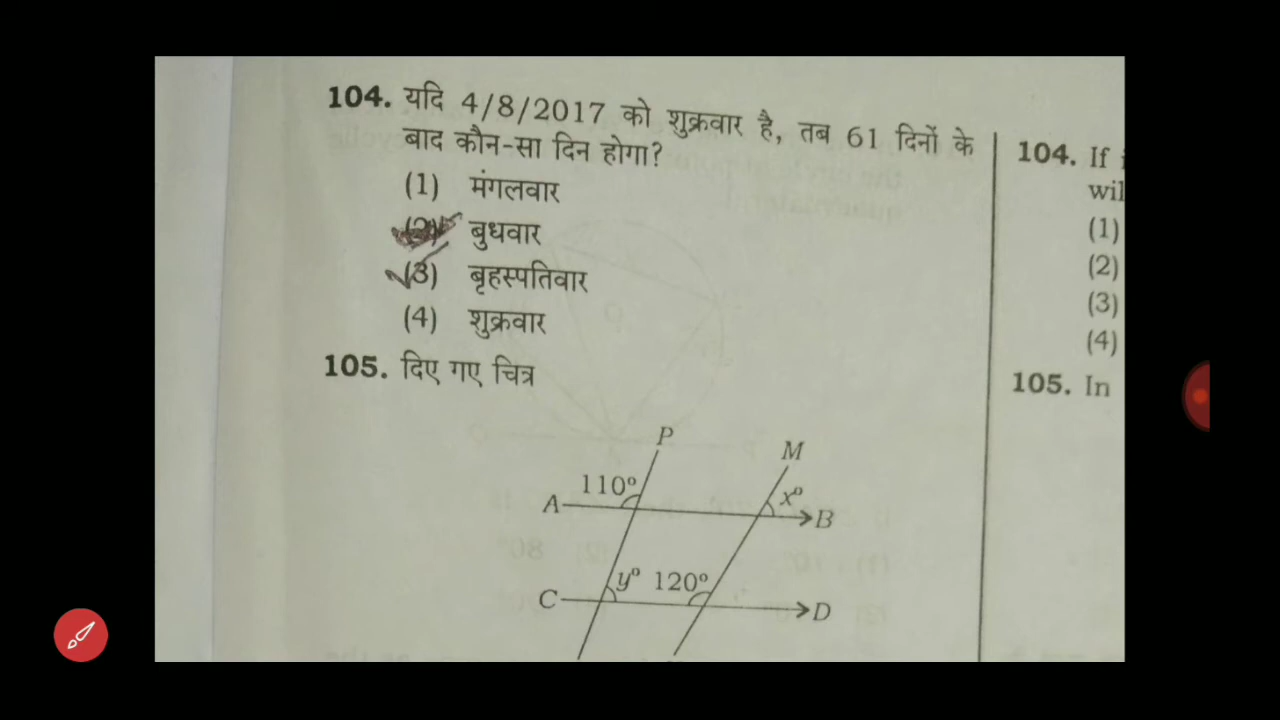 104. यदि 4/8/2017 को शुक्रवार है, तब 61 दिनों के
बाद कौन-सा दिन होगा?
(1) मंगलवार
(2) बुधवार
(3) बृहस्पतिवार
(4) शुक्रवार
105. दिए गए चित्र
P
M
110°
x°
A
B
y° 120°
C
D
104. If
wil
(1)
(2)
(3)
(4)
105. In